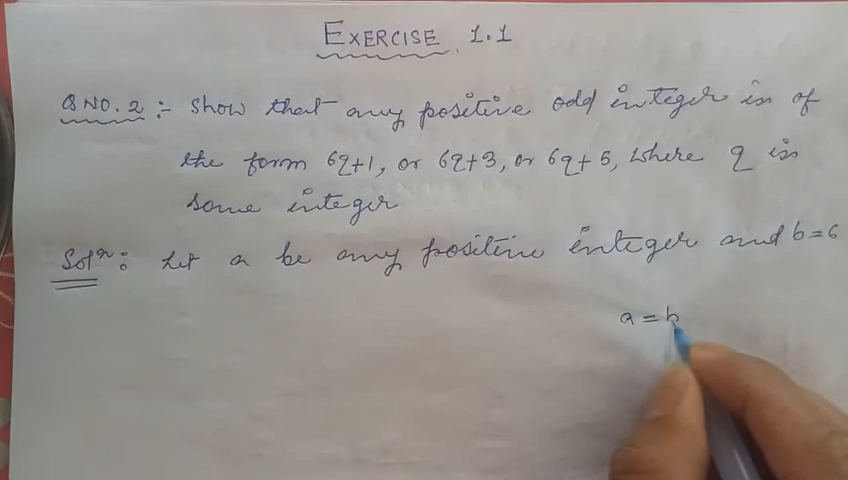 EXERCISE 1.1
Q NO. 2 :- Show that any positive odd integer is of
the form 6q+1, or 6q+3, or 6q+5, where q is
some integer
Solⁿ: Let a be any positive integer and b=6
a = b